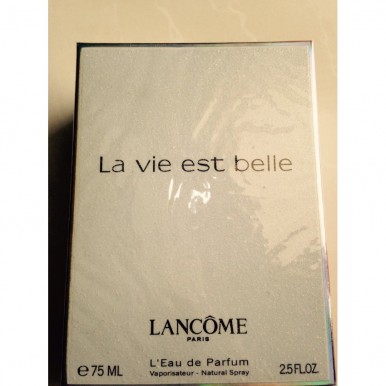 La vie est belle
LANCÔME
PARIS
L'Eau de Parfum
℮ 75 ML Vaporisateur - Natural Spray 2.5 FL.OZ.